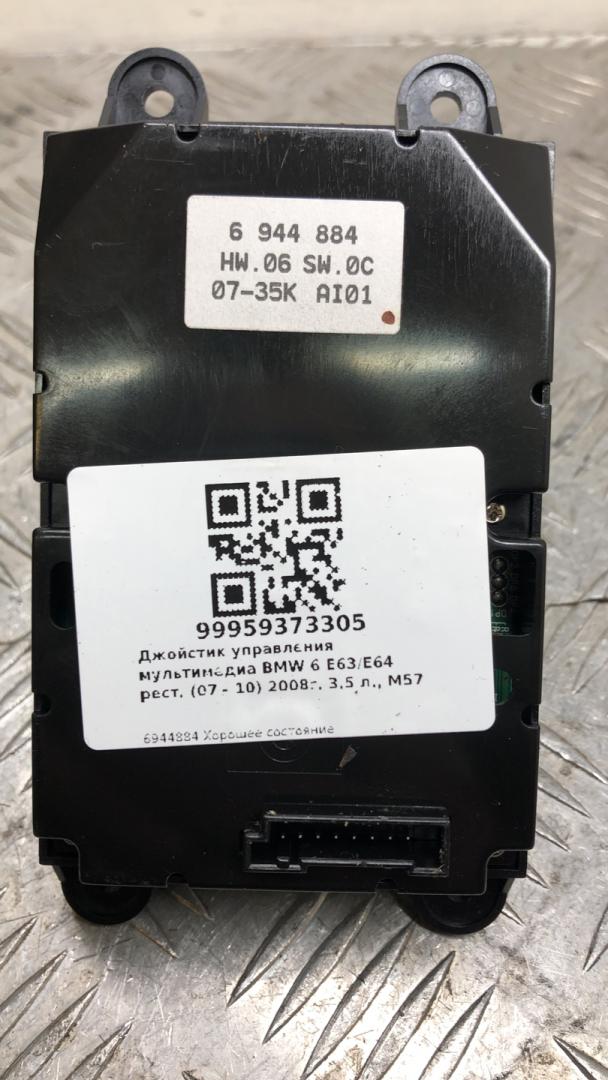 6 944 884
HW.06 SW.0C
07-35K AI01
99959373305
Джойстик управления
мультимедиа BMW 6 E63/E64
рест. (07 - 10) 2008г. 3,5 л., M57
6944884 Хорошее состояние